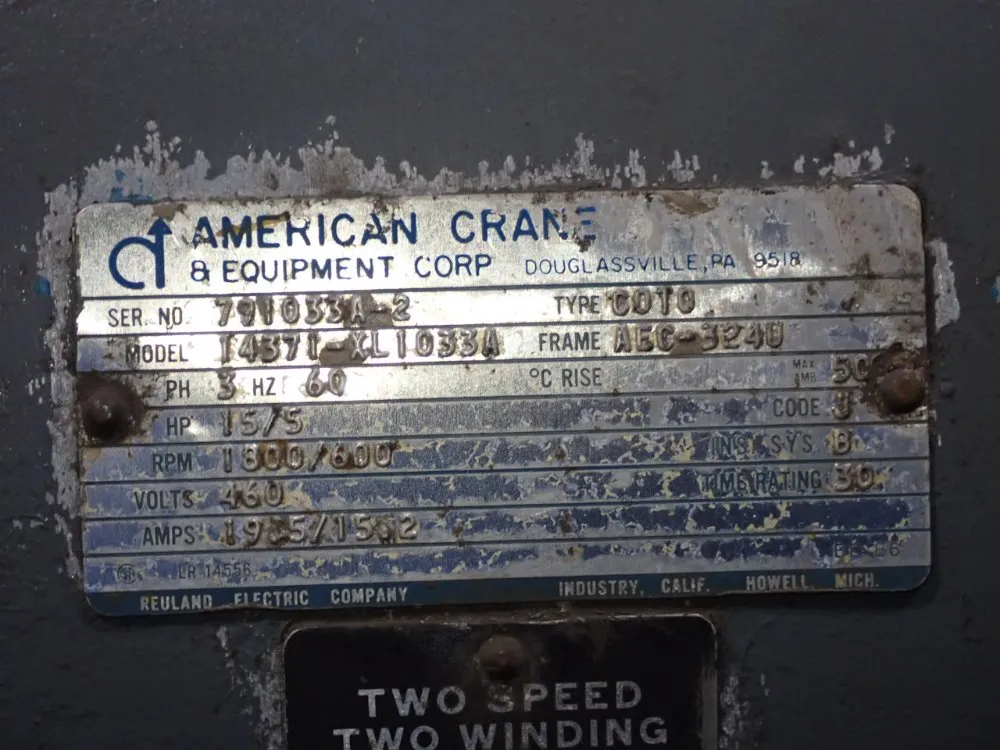 AMERICAN CRANE
& EQUIPMENT CORP DOUGLASSVILLE, PA 9518
SER. NO. 791033A-2 TYPE COTO
MODEL 14371-XL1033A FRAME
PH 3 HZ 60 °C RISE MAX AMB 50
HP 15/5 CODE J
RPM 1800/600 INS. SYS. B
VOLTS 460 TIME RATING 30
AMPS
LR 14556
REULAND ELECTRIC COMPANY INDUSTRY, CALIF. HOWELL, MICH.
TWO SPEED
TWO WINDING